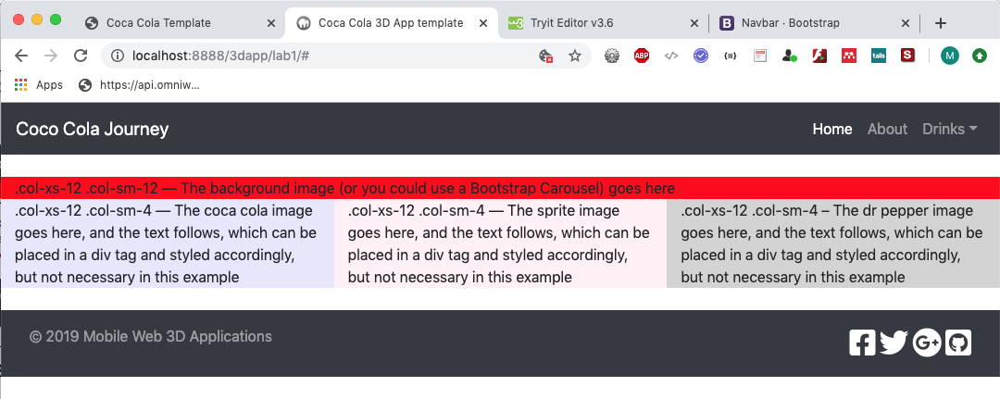 Coca Cola Template
Coca Cola 3D App template
Tryit Editor v3.6
Navbar · Bootstrap
localhost:8888/3dapp/lab1/#
ABP
talis
S
M
Apps
https://api.omniw...
Coco Cola Journey
Home
About
Drinks
.col-xs-12 .col-sm-12 — The background image (or you could use a Bootstrap Carousel) goes here
.col-xs-12 .col-sm-4 — The coca cola image
goes here, and the text follows, which can be
placed in a div tag and styled accordingly,
but not necessary in this example
.col-xs-12 .col-sm-4 — The sprite image
goes here, and the text follows, which can be
placed in a div tag and styled accordingly,
but not necessary in this example
.col-xs-12 .col-sm-4 – The dr pepper image
goes here, and the text follows, which can be
placed in a div tag and styled accordingly,
but not necessary in this example
© 2019 Mobile Web 3D Applications